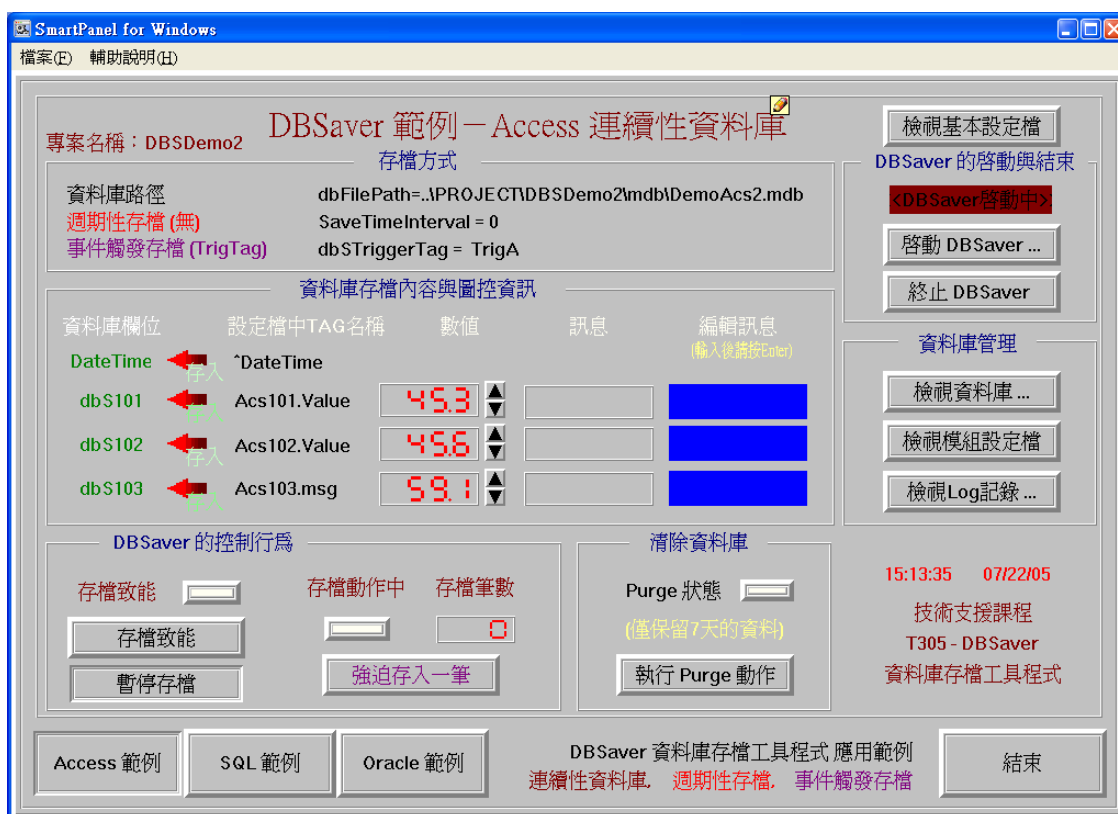 SmartPanel for Windows
檔案(F) 輔助說明(H)
專案名稱：DBSDemo2
DBSaver 範例－Access 連續性資料庫
檢視基本設定檔
存檔方式
資料庫路徑 dbFilePath=..\PROJECT\DBSDemo2\mdb\DemoAcs2.mdb
週期性存檔 (無) SaveTimeInterval = 0
事件觸發存檔 (TrigTag) dbSTriggerTag = TrigA
DBSaver 的啓動與結束
<DBSaver啓動中>
啓動 DBSaver ...
終止 DBSaver
資料庫存檔內容與圖控資訊
資料庫欄位 設定檔中TAG名稱 數值 訊息 編輯訊息
(輸入後請按Enter)
DateTime 存入 ^DateTime
dbS101 存入 Acs101.Value 45.3
dbS102 存入 Acs102.Value 45.6
dbS103 存入 Acs103.msg 59.1
資料庫管理
檢視資料庫 ...
檢視模組設定檔
檢視Log記錄 ...
DBSaver 的控制行爲
存檔致能 存檔動作中 存檔筆數
0
存檔致能
暫停存檔
強迫存入一筆
清除資料庫
Purge 狀態
(僅保留7天的資料)
執行 Purge 動作
15:13:35 07/22/05
技術支援課程
T305 - DBSaver
資料庫存檔工具程式
Access 範例 SQL 範例 Oracle 範例
DBSaver 資料庫存檔工具程式 應用範例
連續性資料庫, 週期性存檔, 事件觸發存檔
結束